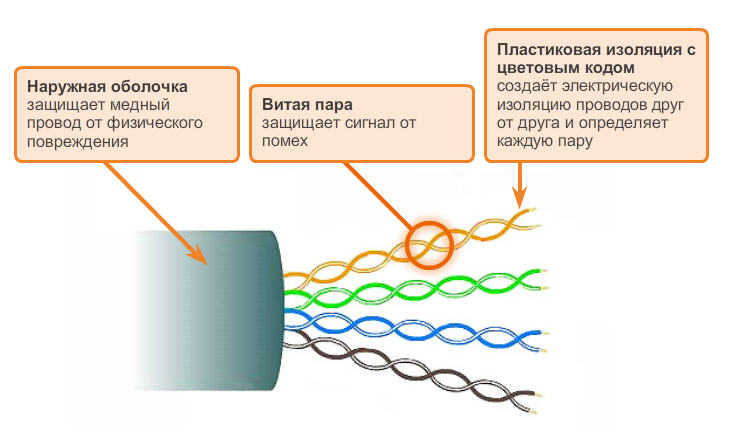 Наружная оболочка
защищает медный
провод от физического
повреждения
Витая пара
защищает сигнал от
помех
Пластиковая изоляция с
цветовым кодом
создаёт электрическую
изоляцию проводов друг
от друга и определяет
каждую пару